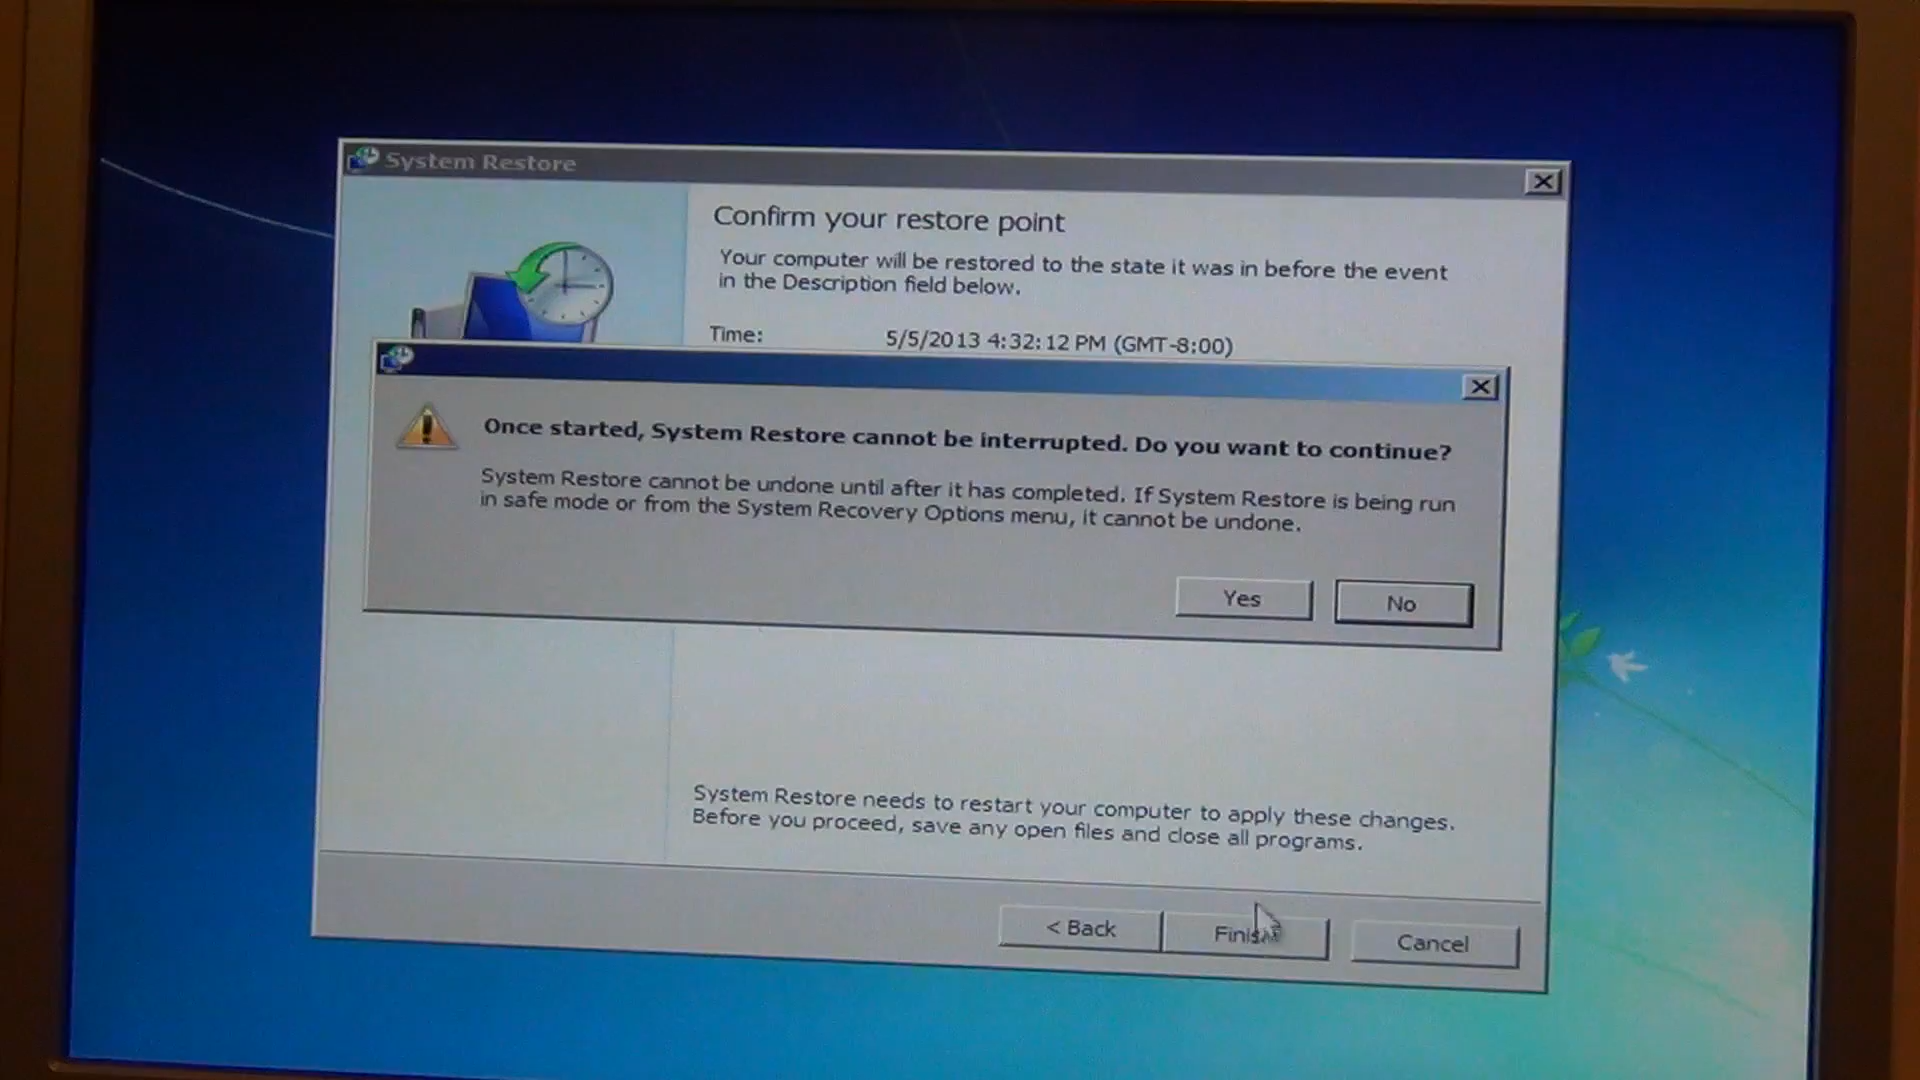 System Restore
Confirm your restore point
Your computer will be restored to the state it was in before the event
in the Description field below.
Time: 5/5/2013 4:32:12 PM (GMT-8:00)
Once started, System Restore cannot be interrupted. Do you want to continue?
System Restore cannot be undone until after it has completed. If System Restore is being run
in safe mode or from the System Recovery Options menu, it cannot be undone.
Yes No
System Restore needs to restart your computer to apply these changes.
Before you proceed, save any open files and close all programs.
< Back Finish Cancel